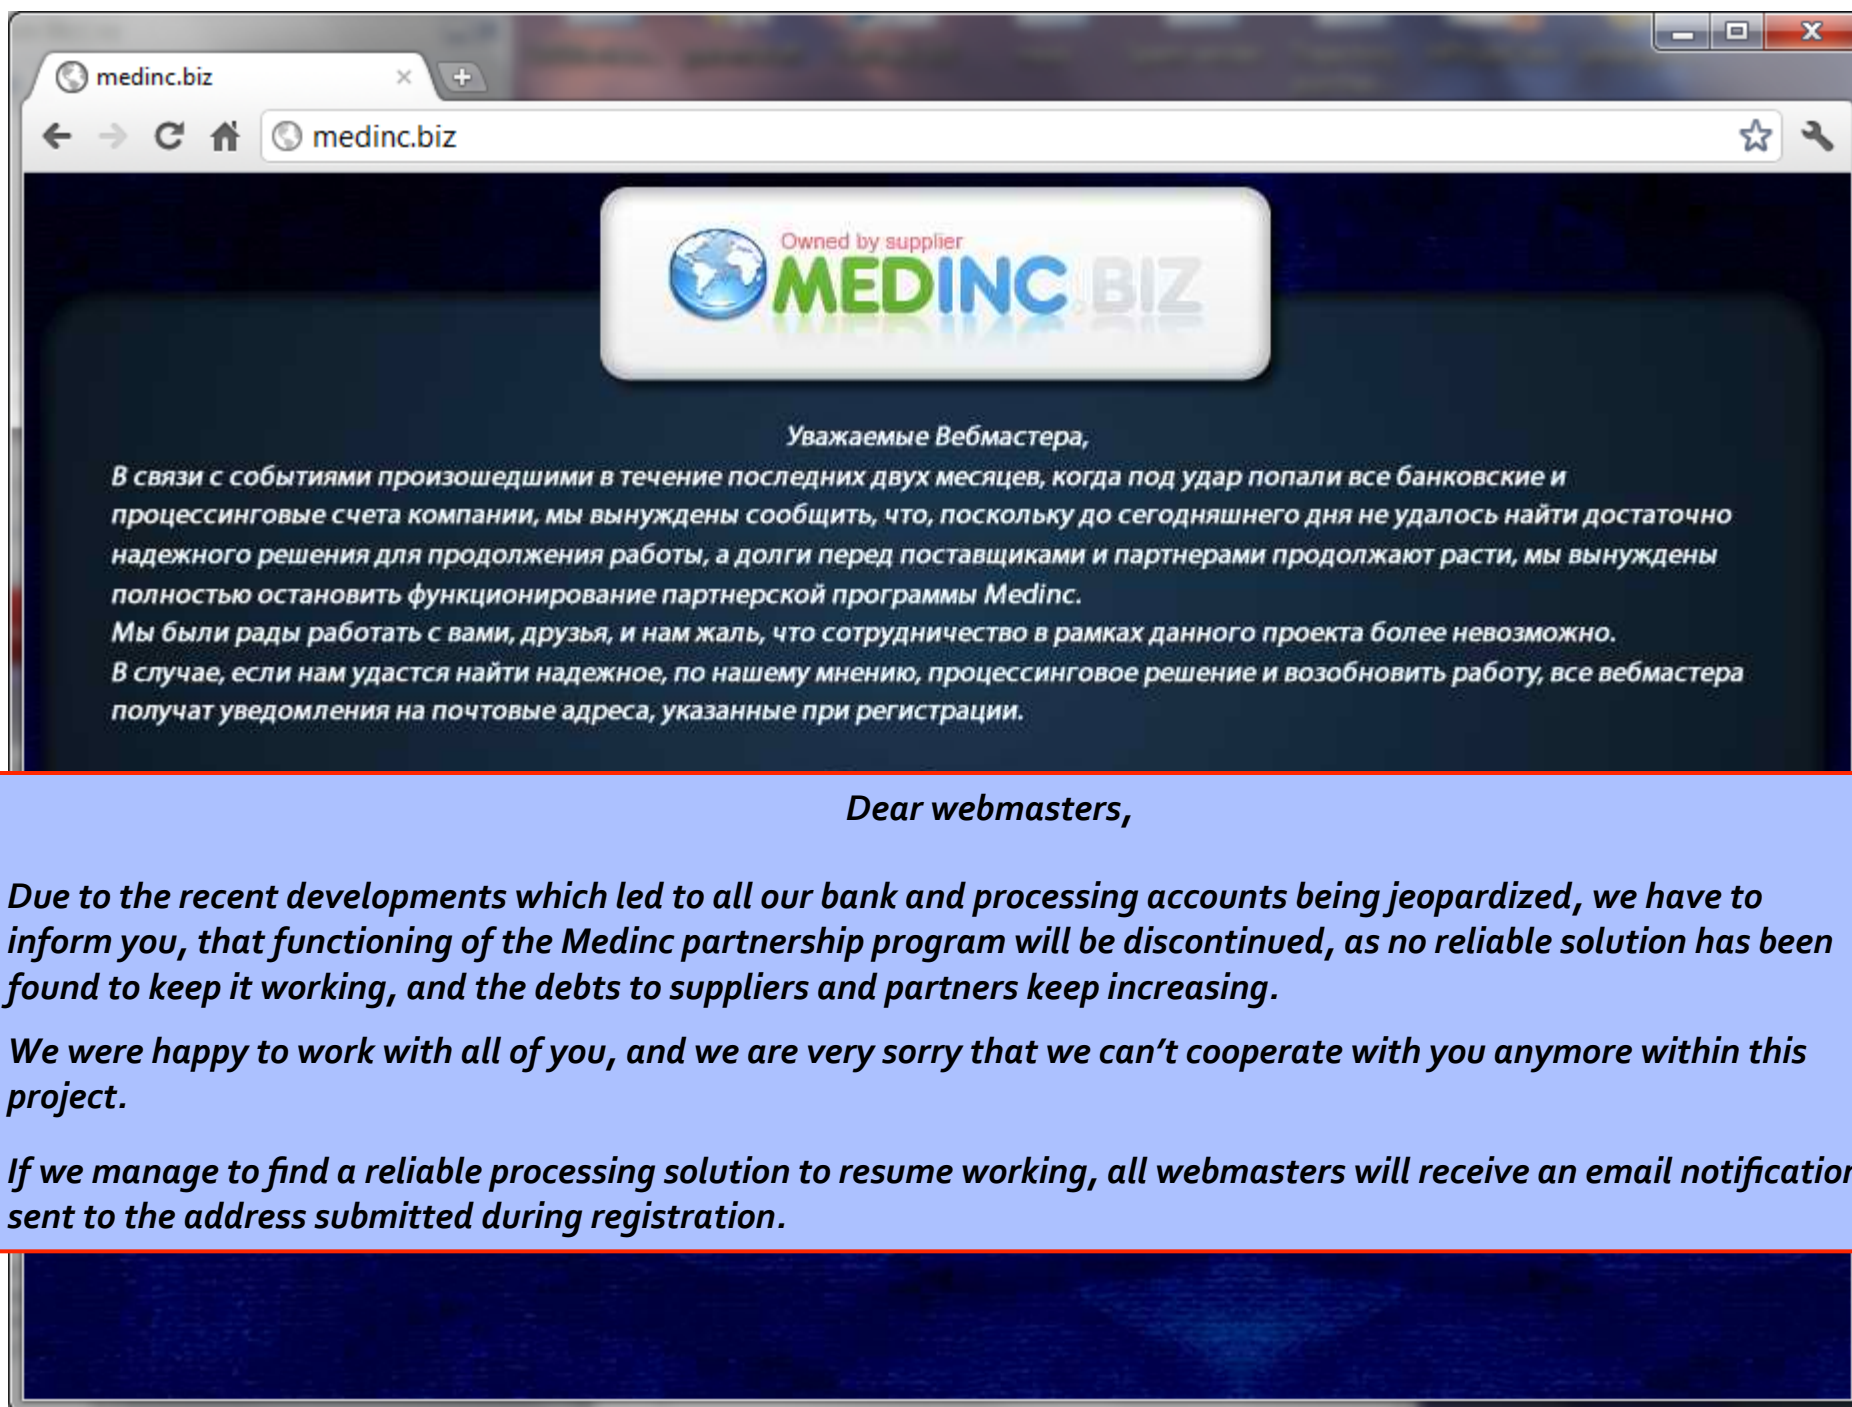 medinc.biz
medinc.biz
Owned by supplier
MEDINC.BIZ
Уважаемые Вебмастера,
В связи с событиями произошедшими в течение последних двух месяцев, когда под удар попали все банковские и
процессинговые счета компании, мы вынуждены сообщить, что, поскольку до сегодняшнего дня не удалось найти достаточно
надежного решения для продолжения работы, а долги перед поставщиками и партнерами продолжают расти, мы вынуждены
полностью остановить функционирование партнерской программы Medinc.
Мы были рады работать с вами, друзья, и нам жаль, что сотрудничество в рамках данного проекта более невозможно.
В случае, если нам удастся найти надежное, по нашему мнению, процессинговое решение и возобновить работу, все вебмастера
получат уведомления на почтовые адреса, указанные при регистрации.
Dear webmasters,
Due to the recent developments which led to all our bank and processing accounts being jeopardized, we have to
inform you, that functioning of the Medinc partnership program will be discontinued, as no reliable solution has been
found to keep it working, and the debts to suppliers and partners keep increasing.
We were happy to work with all of you, and we are very sorry that we can't cooperate with you anymore within this
project.
If we manage to find a reliable processing solution to resume working, all webmasters will receive an email notification
sent to the address submitted during registration.